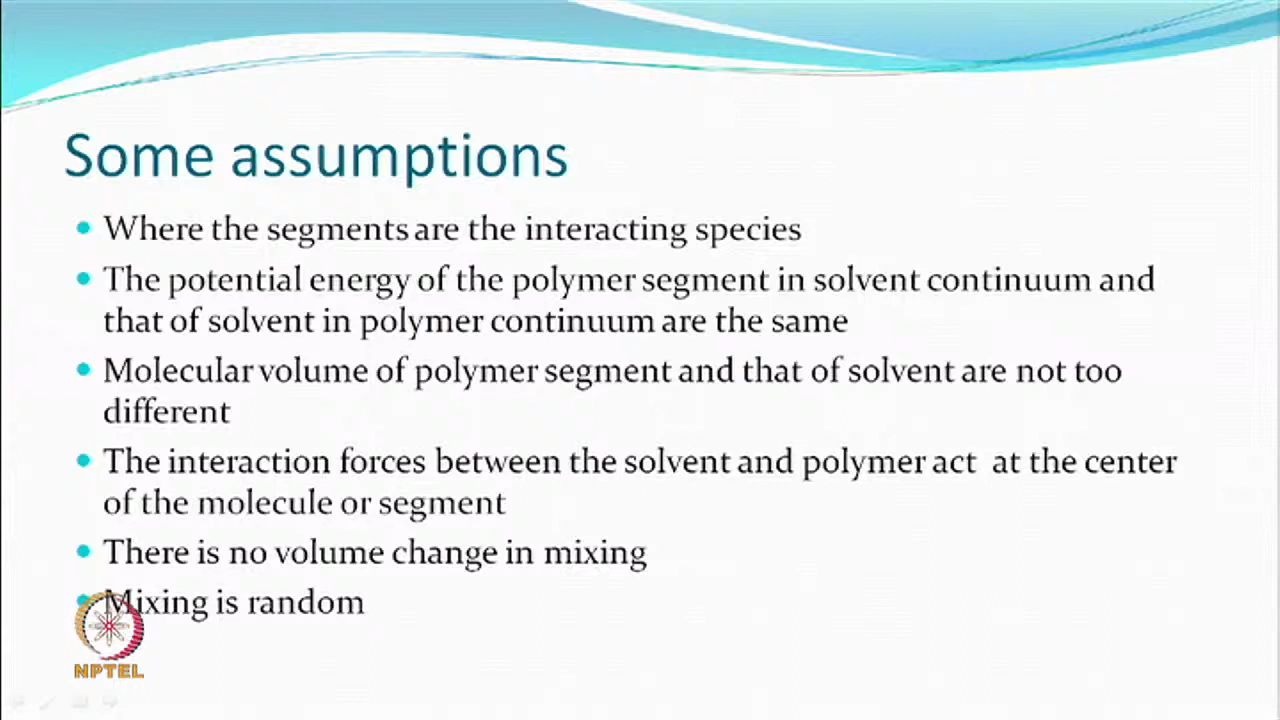 Some assumptions
Where the segments are the interacting species
The potential energy of the polymer segment in solvent continuum and
that of solvent in polymer continuum are the same
Molecular volume of polymer segment and that of solvent are not too
different
The interaction forces between the solvent and polymer act at the center
of the molecule or segment
There is no volume change in mixing
Mixing is random
NPTEL